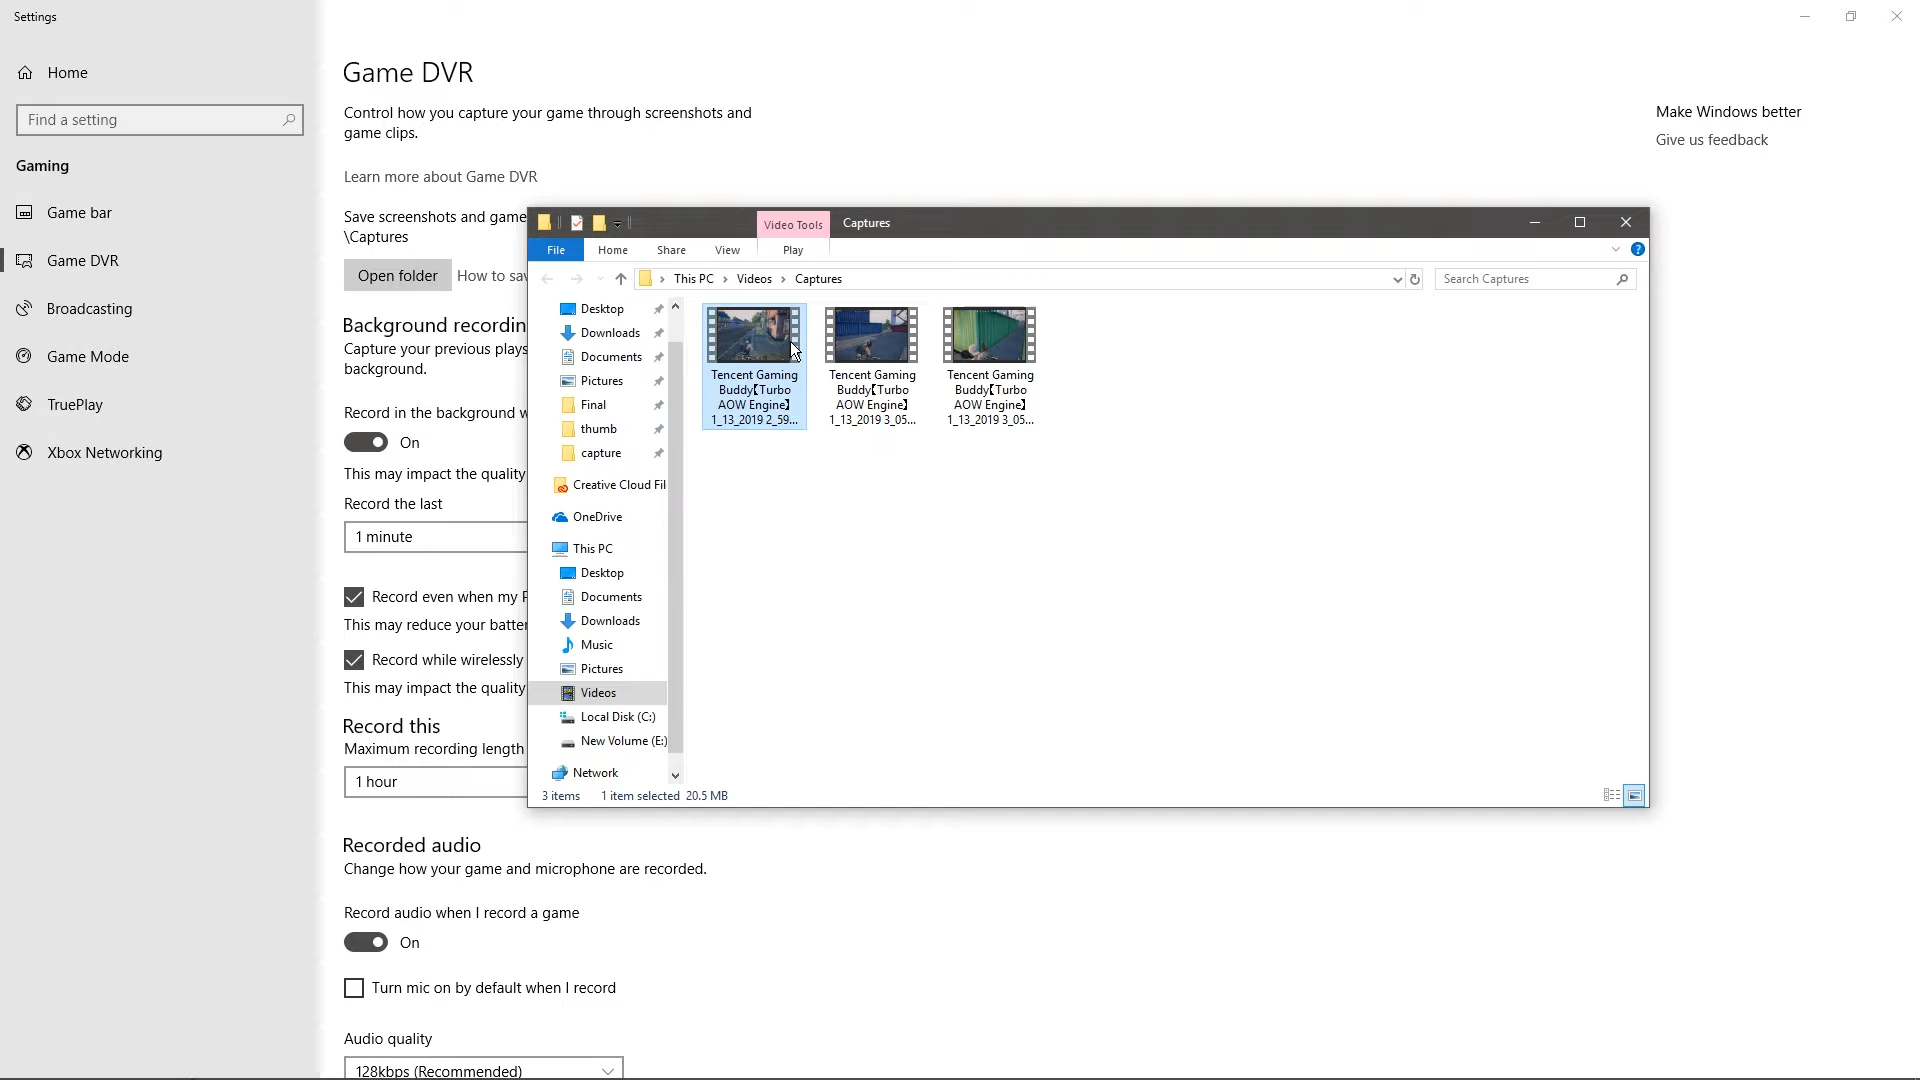 Settings
Home
Find a setting
Gaming
Game bar
Game DVR
Broadcasting
Game Mode
TruePlay
Xbox Networking
Game DVR
Control how you capture your game through screenshots and
game clips.
Learn more about Game DVR
Save screenshots and game
\Captures
Open folder
How to sav
Background recordin
Capture your previous plays
background.
Record in the background w
On
This may impact the quality
Record the last
1 minute
Record even when my P
This may reduce your batter
Record while wirelessly
This may impact the quality
Record this
Maximum recording length
1 hour
Recorded audio
Change how your game and microphone are recorded.
Record audio when I record a game
On
Turn mic on by default when I record
Audio quality
128kbps (Recommended)
Make Windows better
Give us feedback
Video Tools
Captures
File
Home
Share
View
Play
This PC
Videos
Captures
Search Captures
Desktop
Downloads
Documents
Pictures
Final
thumb
capture
Creative Cloud Fil
OneDrive
This PC
Desktop
Documents
Downloads
Music
Pictures
Videos
Local Disk (C:)
New Volume (E:)
Network
Tencent Gaming
Buddy【Turbo
AOW Engine】
1_13_2019 2_59...
Tencent Gaming
Buddy【Turbo
AOW Engine】
1_13_2019 3_05...
Tencent Gaming
Buddy【Turbo
AOW Engine】
1_13_2019 3_05...
3 items
1 item selected 20.5 MB